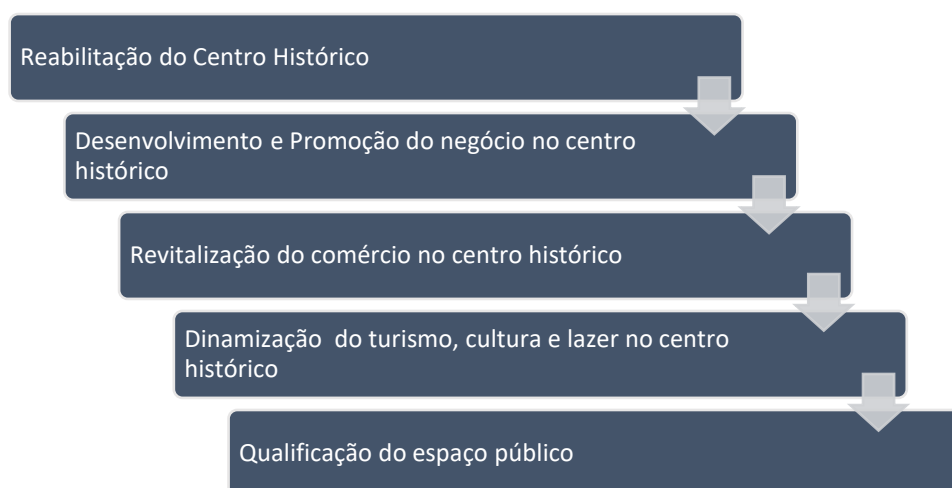 Reabilitação do Centro Histórico
Desenvolvimento e Promoção do negócio no centro
histórico
Revitalização do comércio no centro histórico
Dinamização  do turismo, cultura e lazer no centro
histórico
Qualificação do espaço público